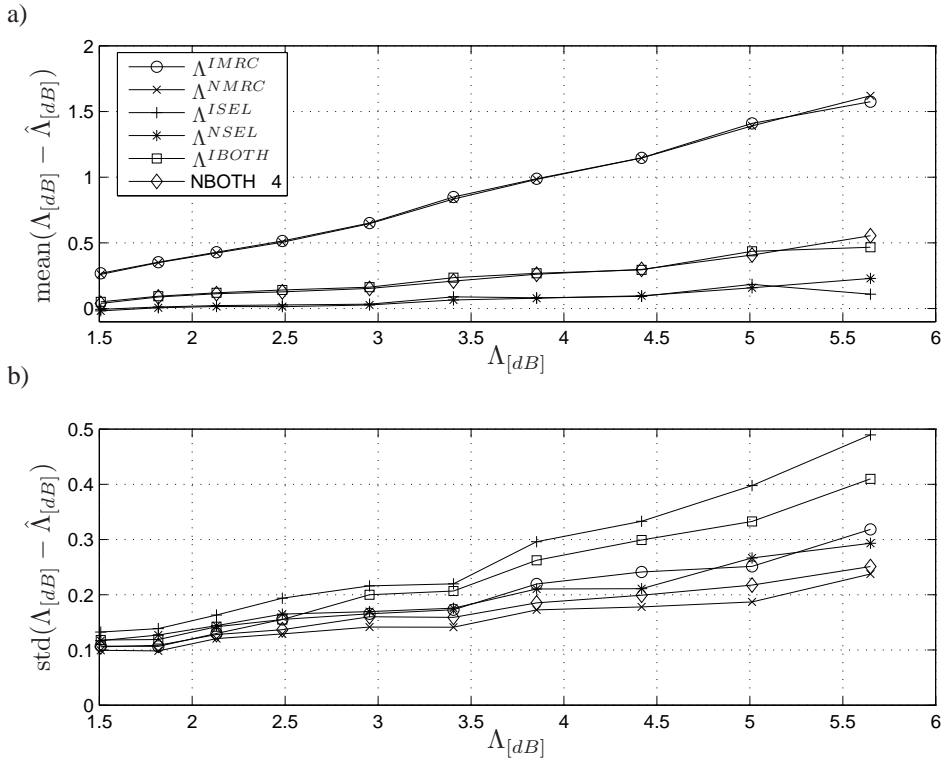 a)
2
1.5
1
0.5
0
mean(Λ[dB] − Λ̂[dB])
Λ^IMRC
Λ^NMRC
Λ^ISEL
Λ^NSEL
Λ^IBOTH
NBOTH 4
1.5 2 2.5 3 3.5 4 4.5 5 5.5 6
Λ[dB]
b)
0.5
0.4
0.3
0.2
0.1
0
std(Λ[dB] − Λ̂[dB])
1.5 2 2.5 3 3.5 4 4.5 5 5.5 6
Λ[dB]